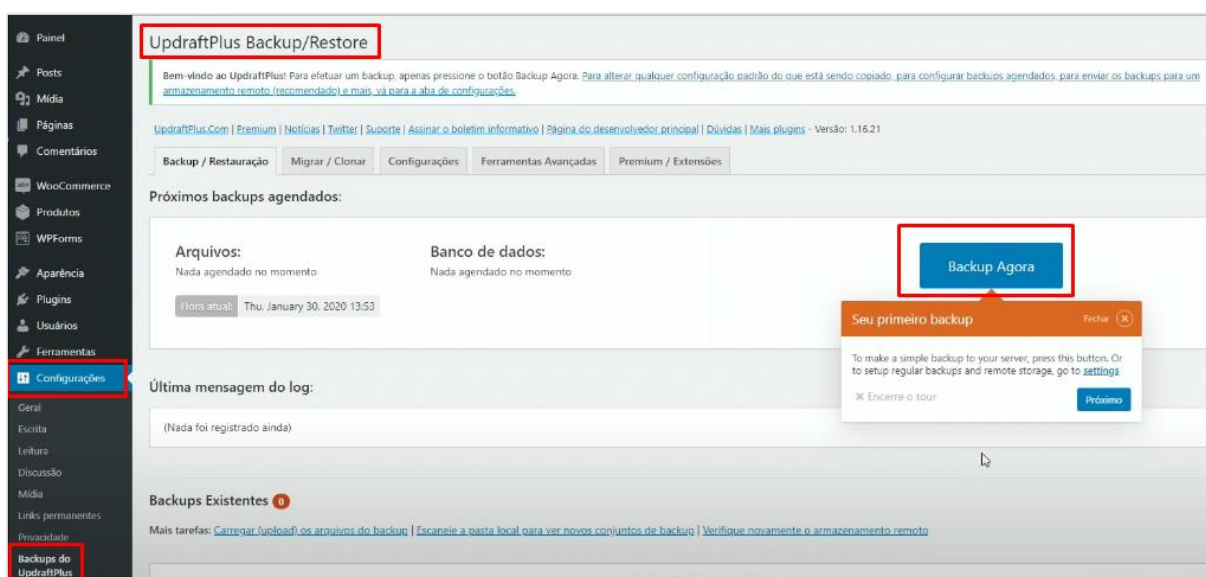 Painel
Posts
Mídia
Páginas
Comentários
WooCommerce
Produtos
WPForms
Aparência
Plugins
Usuários
Ferramentas
Configurações
Geral
Escrita
Leitura
Discussão
Mídia
Links permanentes
Privacidade
Backups do
UpdraftPlus
UpdraftPlus Backup/Restore
Bem-vindo ao UpdraftPlus! Para efetuar um backup, apenas pressione o botão Backup Agora. Para alterar qualquer configuração padrão do que está sendo copiado, para configurar backups agendados, para enviar os backups para um
armazenamento remoto (recomendado) e mais, vá para a aba de configurações.
UpdraftPlus.Com | Premium | Notícias | Twitter | Suporte | Assinar o boletim informativo | Página do desenvolvedor principal | Dúvidas | Mais plugins - Versão: 1.16.21
Backup / Restauração
Migrar / Clonar
Configurações
Ferramentas Avançadas
Premium / Extensões
Próximos backups agendados:
Arquivos:
Nada agendado no momento
Hora atual: Thu, January 30, 2020 13:53
Banco de dados:
Nada agendado no momento
Backup Agora
Seu primeiro backup
Fechar
To make a simple backup to your server, press this button. Or
to setup regular backups and remote storage, go to settings
Encerre o tour
Próximo
Última mensagem do log:
(Nada foi registrado ainda)
Backups Existentes 0
Mais tarefas: Carregar (upload) os arquivos do backup | Escaneie a pasta local para ver novos conjuntos de backup | Verifique novamente o armazenamento remoto